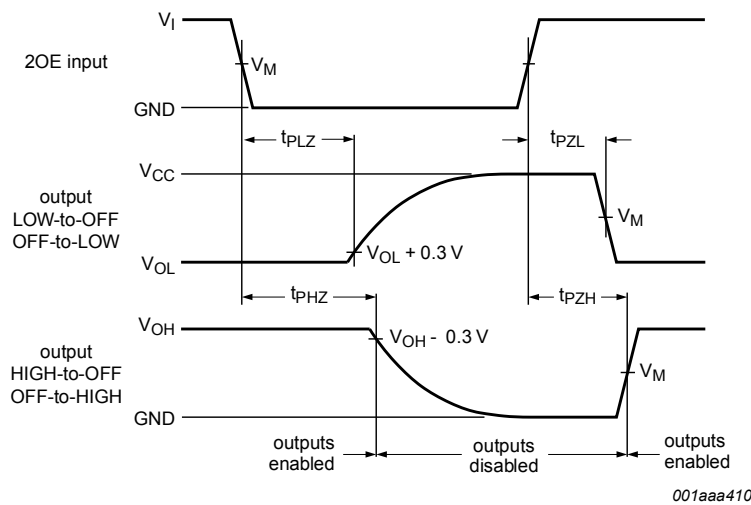 V_I
2OE input
V_M
GND
t_PLZ
t_PZL
V_CC
output
LOW-to-OFF
OFF-to-LOW
V_M
V_OL + 0.3 V
V_OL
t_PHZ
t_PZH
V_OH
V_OH - 0.3 V
output
HIGH-to-OFF
OFF-to-HIGH
V_M
GND
outputs
enabled
outputs
disabled
outputs
enabled
001aaa410